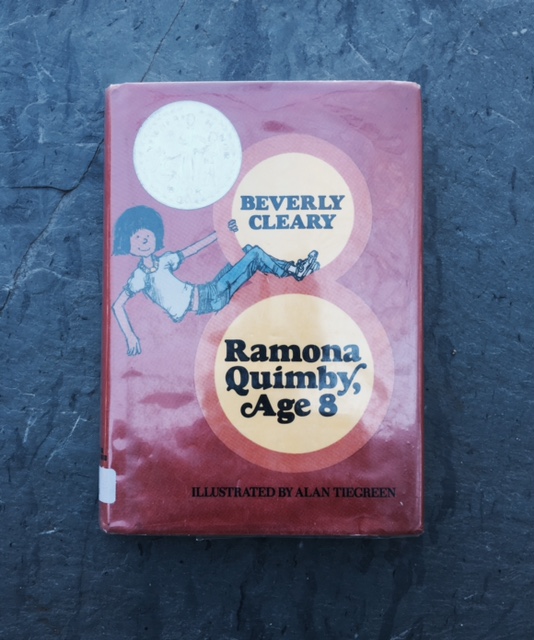 BEVERLY
CLEARY
Ramona
Quimby,
Age 8
ILLUSTRATED BY ALAN TIEGREEN